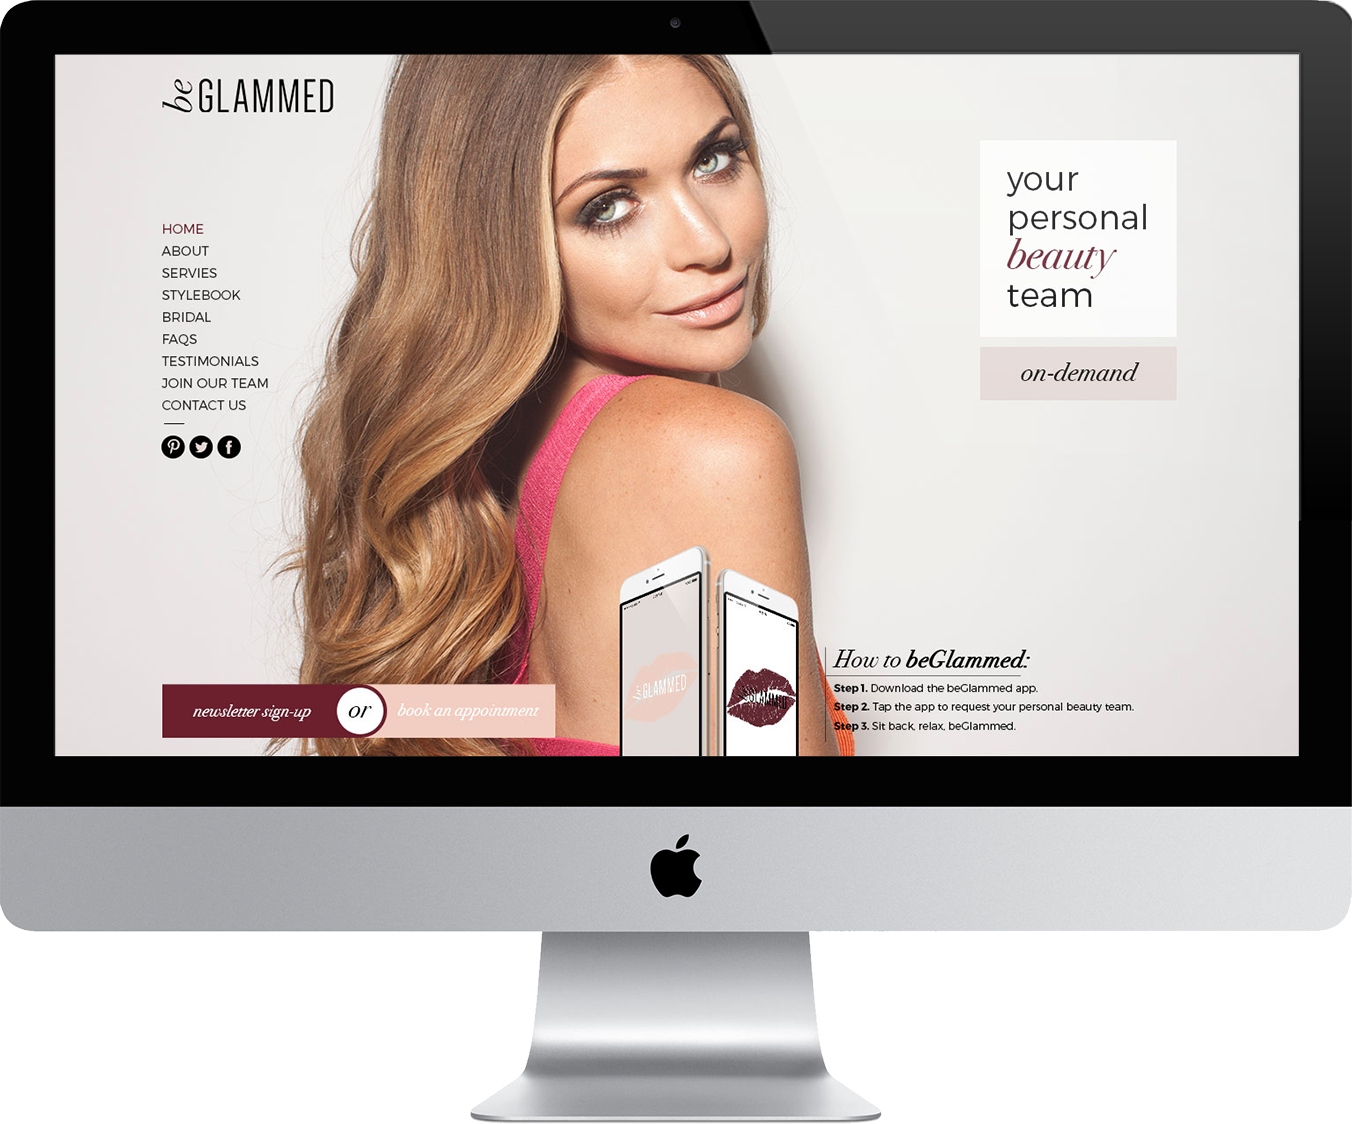 beGLAMMED
HOME
ABOUT
SERVIES
STYLEBOOK
BRIDAL
FAQS
TESTIMONIALS
JOIN OUR TEAM
CONTACT US
your
personal
beauty
team
on-demand
newsletter sign-up or book an appointment
beGLAMMED
beGLAMMED
How to beGlammed:
Step 1. Download the beGlammed app.
Step 2. Tap the app to request your personal beauty team.
Step 3. Sit back, relax, beGlammed.